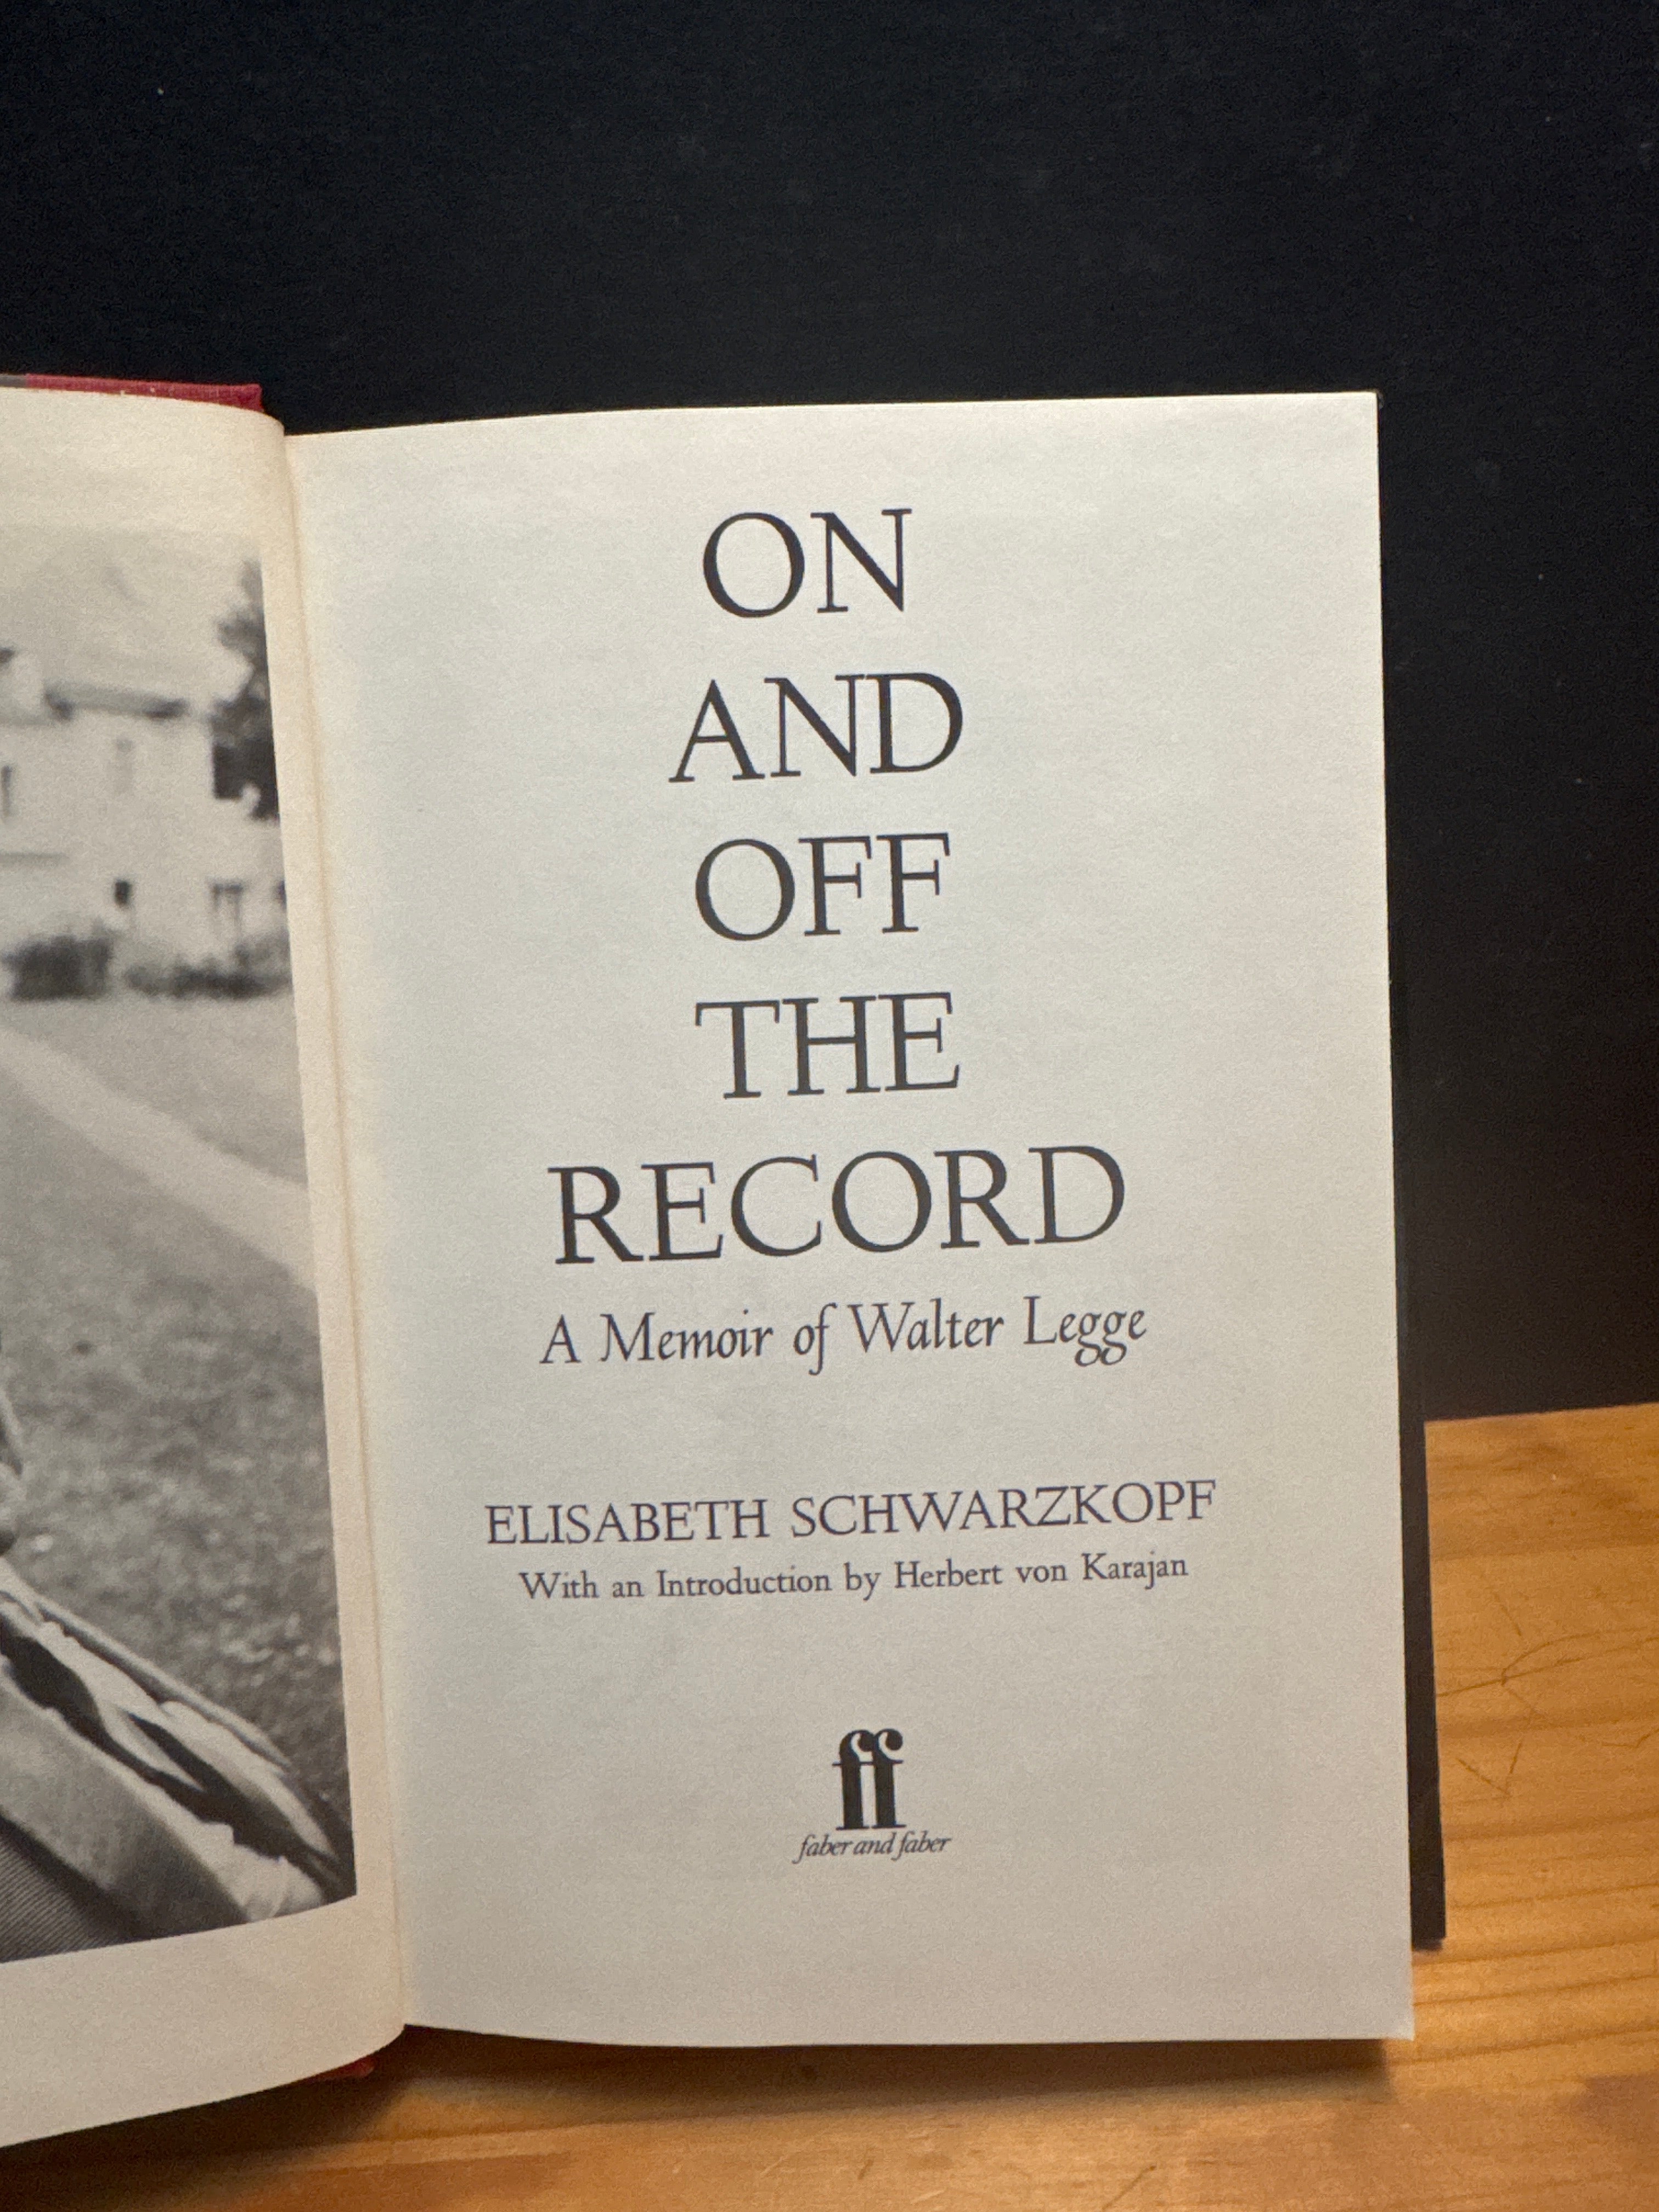 ON
AND
OFF
THE
RECORD
A Memoir of Walter Legge
ELISABETH SCHWARZKOPF
With an Introduction by Herbert von Karajan
ff
faber and faber